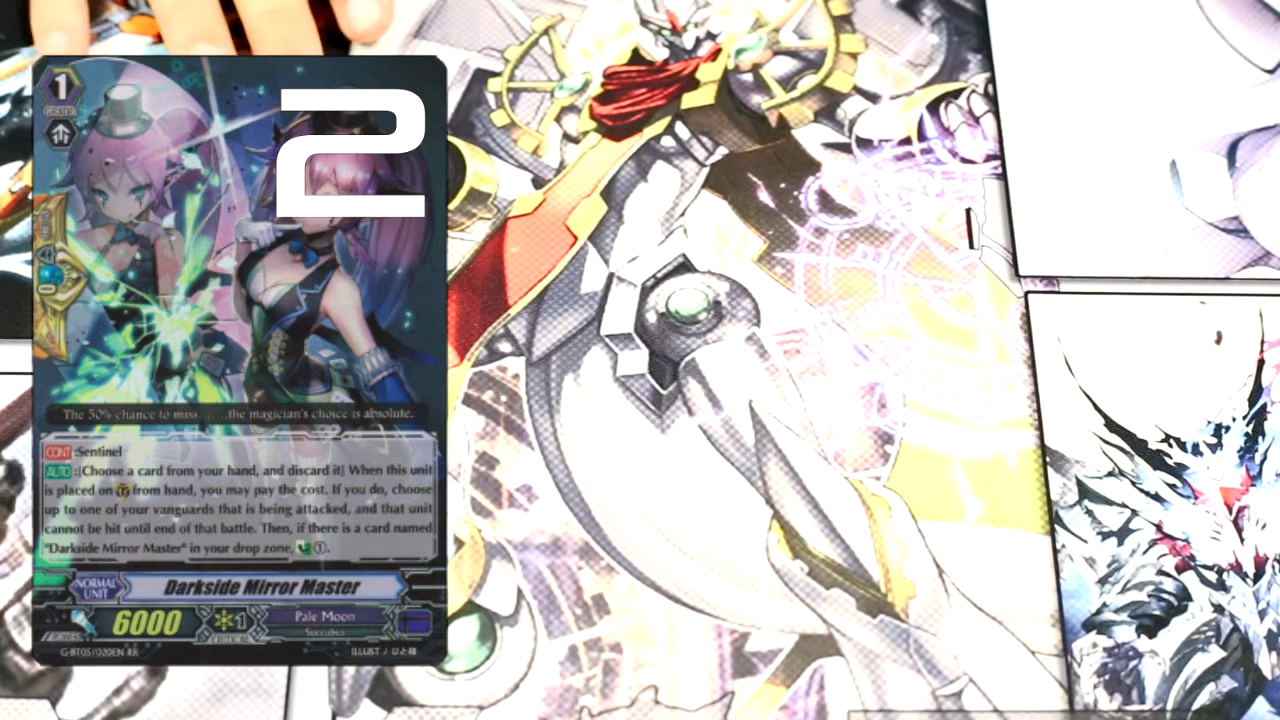 1
GRADE
2
The 50% chance to miss......the magician's choice is absolute.
CONT :Sentinel
AUTO :[Choose a card from your hand, and discard it] When this unit
is placed on G from hand, you may pay the cost. If you do, choose
up to one of your vanguards that is being attacked, and that unit
cannot be hit until end of that battle. Then, if there is a card named
"Darkside Mirror Master" in your drop zone, ①.
NORMAL UNIT
Darkside Mirror Master
POWER 6000 1 CRITICAL
Pale Moon
Succubus
G-BT05/020EN RR ILLUST / ひと和